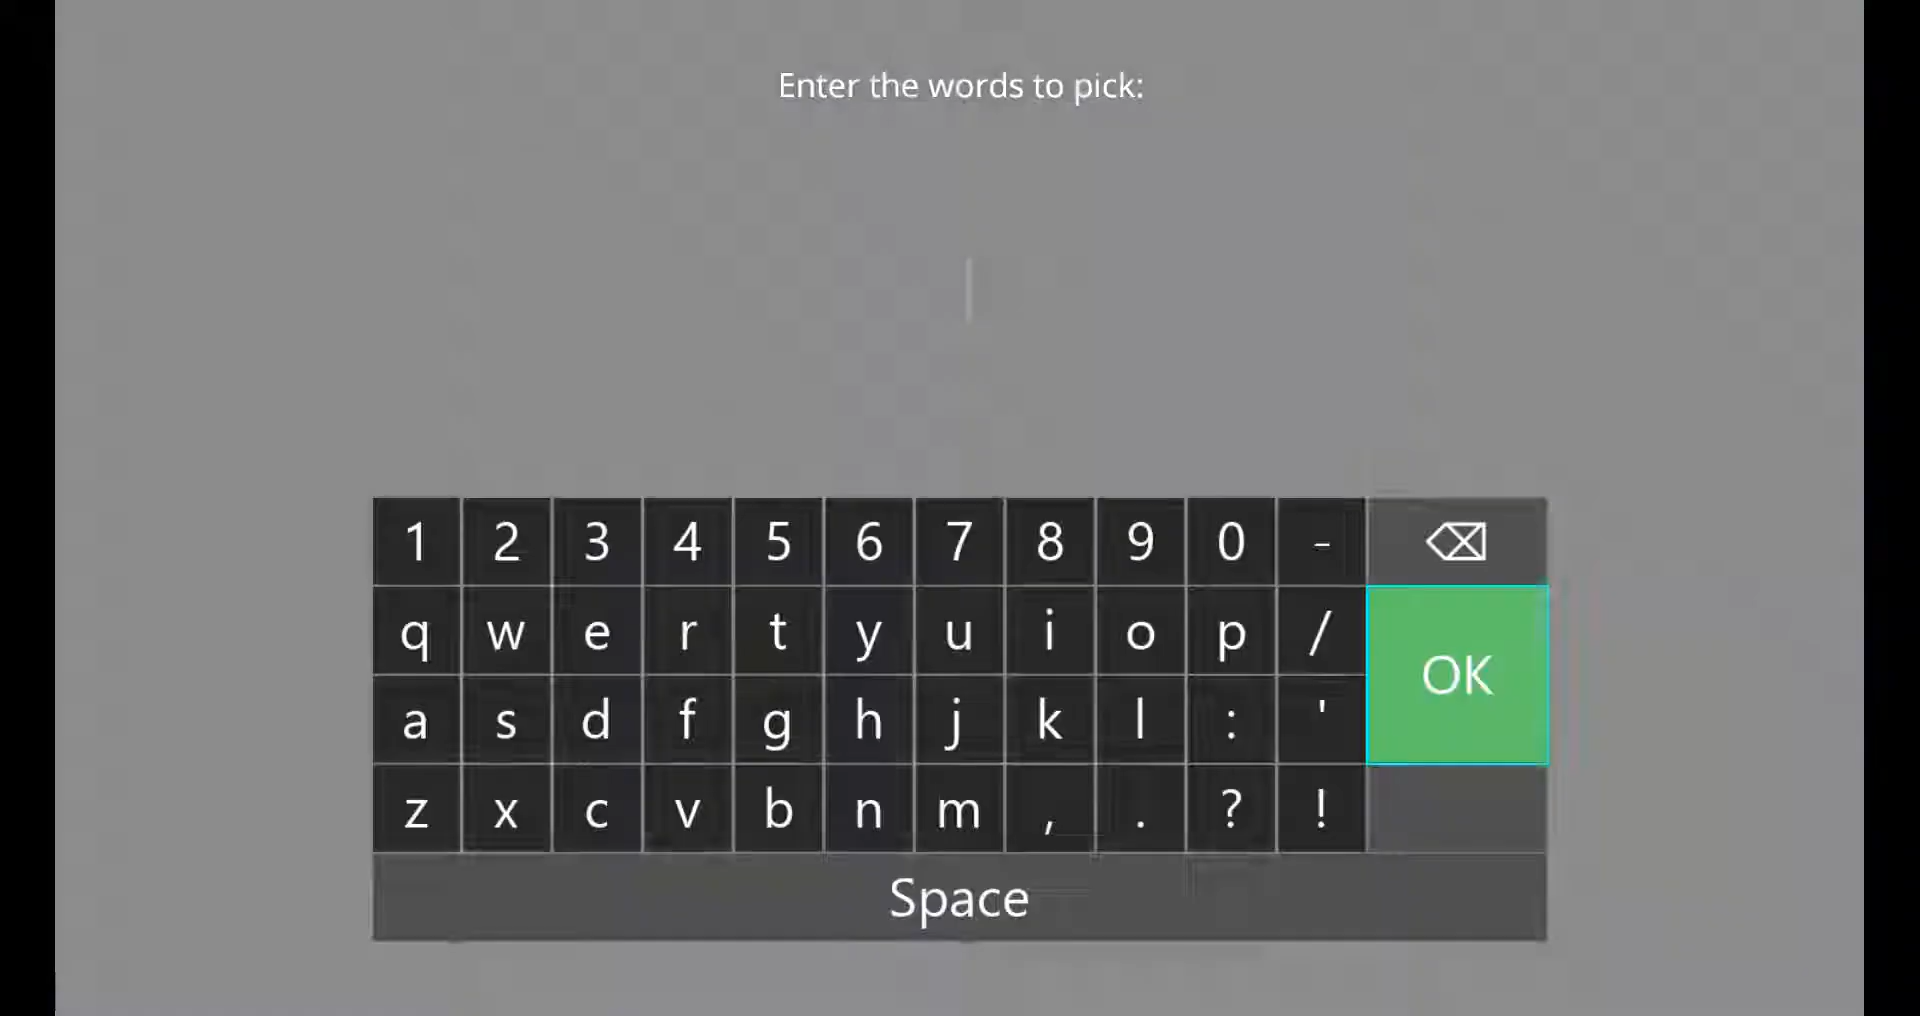 Enter the words to pick:
1 2 3 4 5 6 7 8 9 0 -
q w e r t y u i o p /
OK
a s d f g h j k l : '
z x c v b n m , . ? !
Space